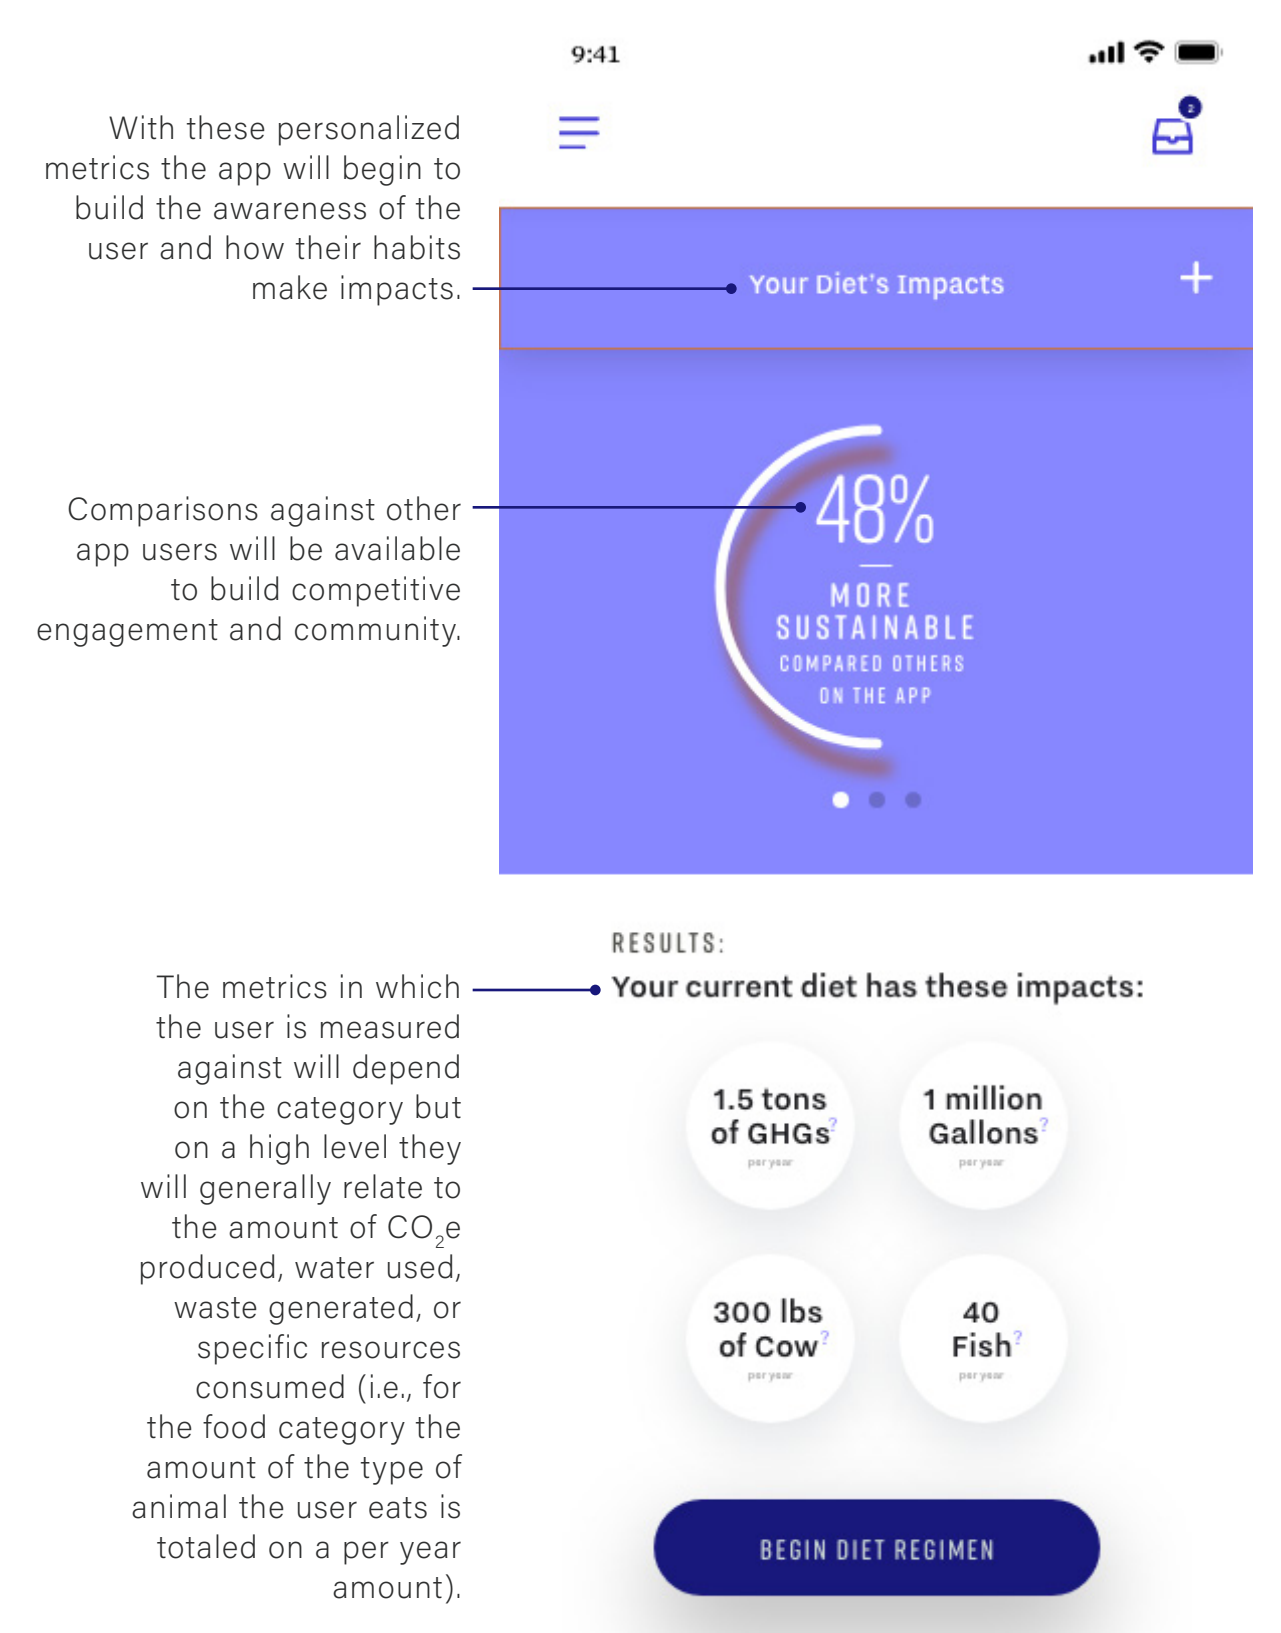 9:41
2
With these personalized
metrics the app will begin to
build the awareness of the
user and how their habits
make impacts.
Your Diet's Impacts
Comparisons against other
app users will be available
to build competitive
engagement and community.
48%
MORE
SUSTAINABLE
COMPARED OTHERS
ON THE APP
RESULTS:
Your current diet has these impacts:
The metrics in which
the user is measured
against will depend
on the category but
on a high level they
will generally relate to
the amount of CO₂e
produced, water used,
waste generated, or
specific resources
consumed (i.e., for
the food category the
amount of the type of
animal the user eats is
totaled on a per year
amount).
1.5 tons
of GHGs?
per year
1 million
Gallons?
per year
300 lbs
of Cow?
per year
40
Fish?
per year
BEGIN DIET REGIMEN